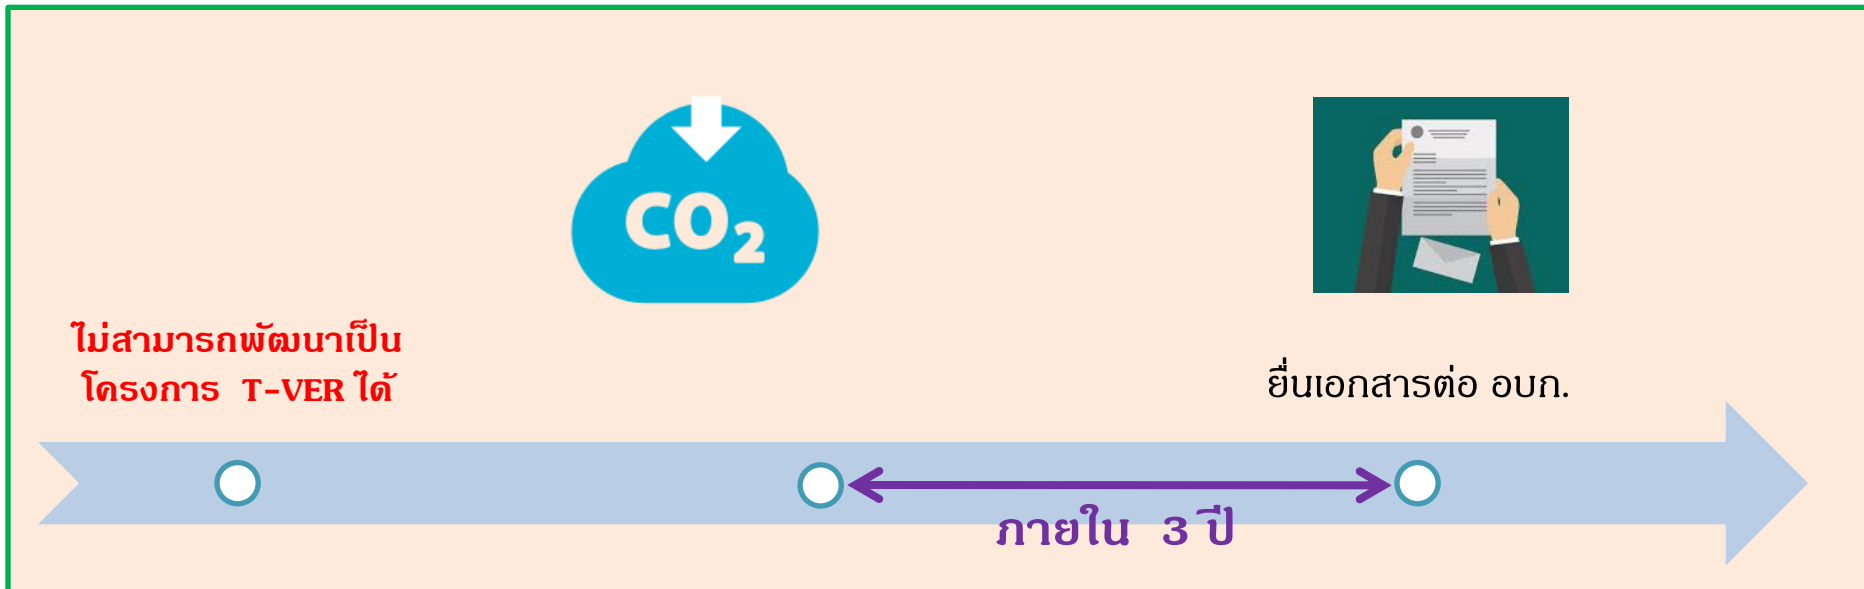 CO₂
ไม่สามารถพัฒนาเป็น
โครงการ T-VER ได้
ยื่นเอกสารต่อ อบก.
ภายใน 3 ปี